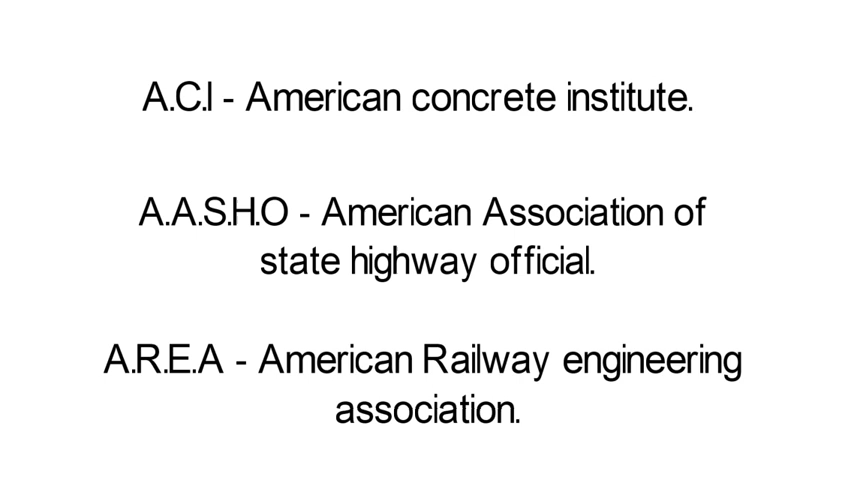 A.C.I - American concrete institute.
A.A.S.H.O - American Association of
state highway official.
A.R.E.A - American Railway engineering
association.